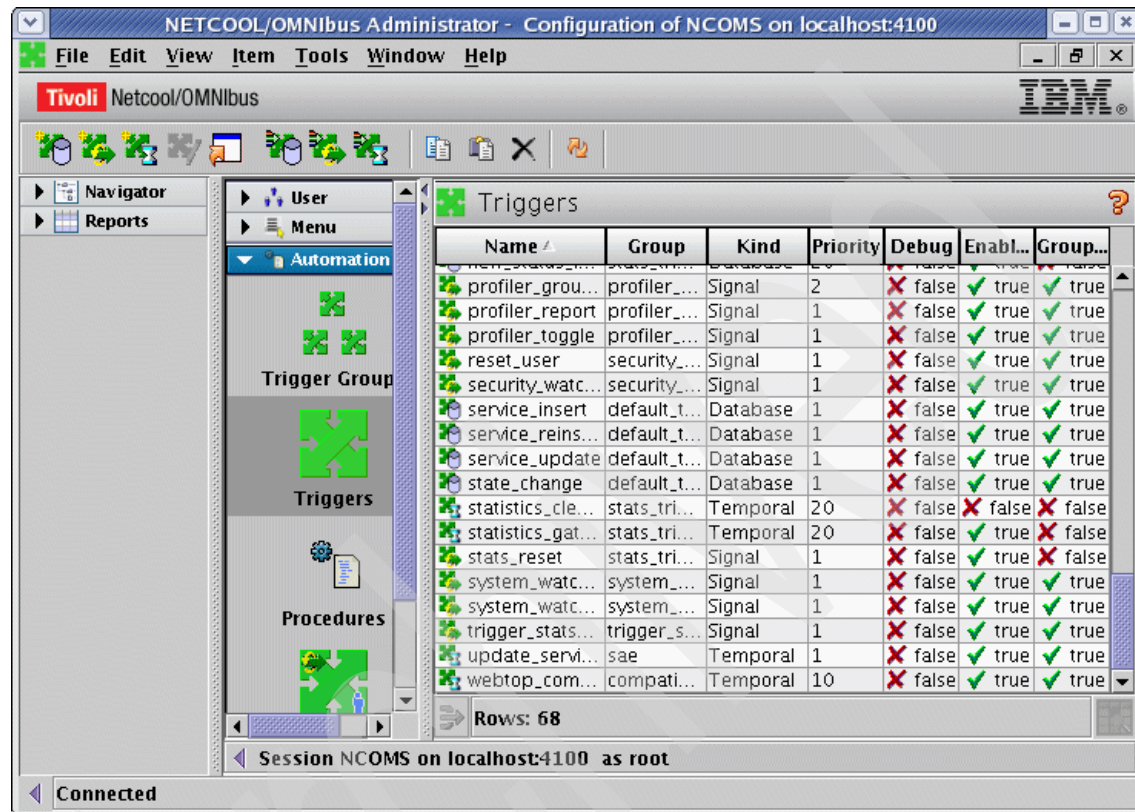 NETCOOL/OMNIbus Administrator - Configuration of NCOMS on localhost:4100
File Edit View Item Tools Window Help
Tivoli Netcool/OMNIbus
IBM®
Navigator
Reports
User
Menu
Automation
Trigger Group
Triggers
Procedures
Triggers
Name Group Kind Priority Debug Enabl... Group...
profiler_grou... profiler_... Signal 2 false true true
profiler_report profiler_... Signal 1 false true true
profiler_toggle profiler_... Signal 1 false true true
reset_user security_... Signal 1 false true true
security_watc... security_... Signal 1 false true true
service_insert default_t... Database 1 false true true
service_reins... default_t... Database 1 false true true
service_update default_t... Database 1 false true true
state_change default_t... Database 1 false true true
statistics_cle... stats_tri... Temporal 20 false false false
statistics_gat... stats_tri... Temporal 20 false true false
stats_reset stats_tri... Signal 1 false true false
system_watc... system_... Signal 1 false true true
system_watc... system_... Signal 1 false true true
trigger_stats... trigger_s... Signal 1 false true true
update_servi... sae Temporal 1 false true true
webtop_com... compati... Temporal 10 false true true
Rows: 68
Session NCOMS on localhost:4100 as root
Connected